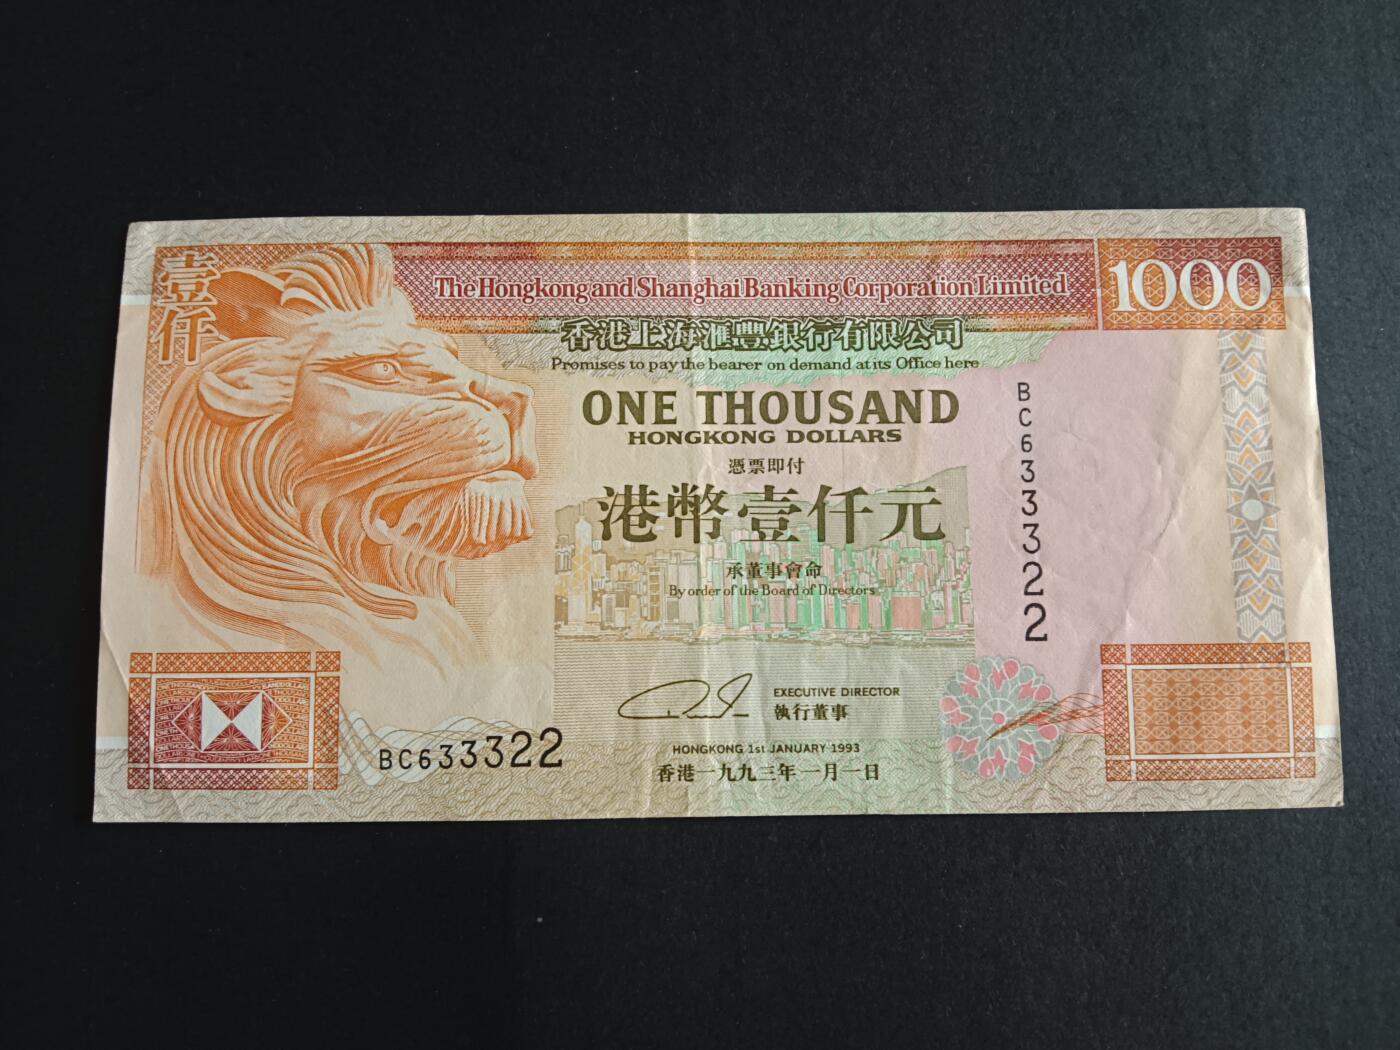 壹仟
The Hongkong and Shanghai Banking Corporation Limited
1000
香港上海滙豐銀行有限公司
Promises to pay the bearer on demand at its Office here
ONE THOUSAND
HONGKONG DOLLARS
憑票即付
港幣壹仟元
承董事會命
By order of the Board of Directors
BC633322
EXECUTIVE DIRECTOR
執行董事
BC633322
HONGKONG 1st JANUARY 1993
香港一九九三年一月一日